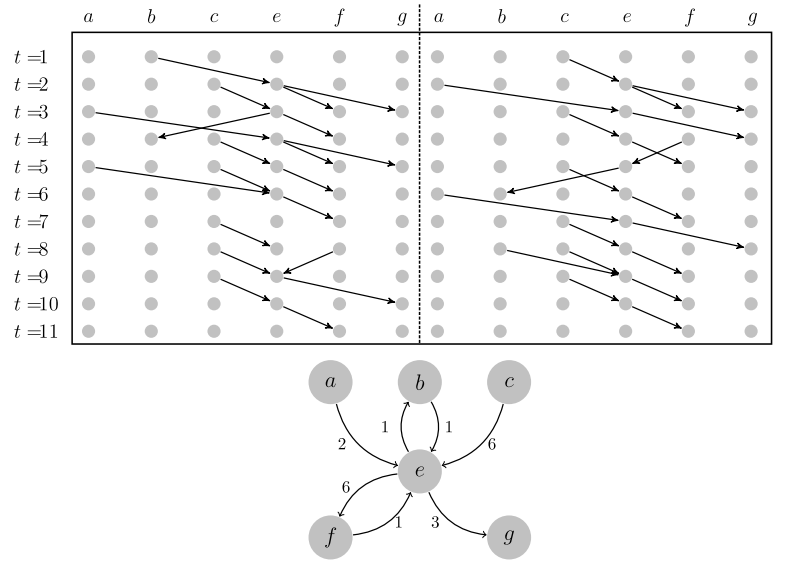 a b c e f g a b c e f g
t =1
t =2
t =3
t =4
t =5
t =6
t =7
t =8
t =9
t =10
t =11
a b c
1 1
2 6
e
6
1 3
f g